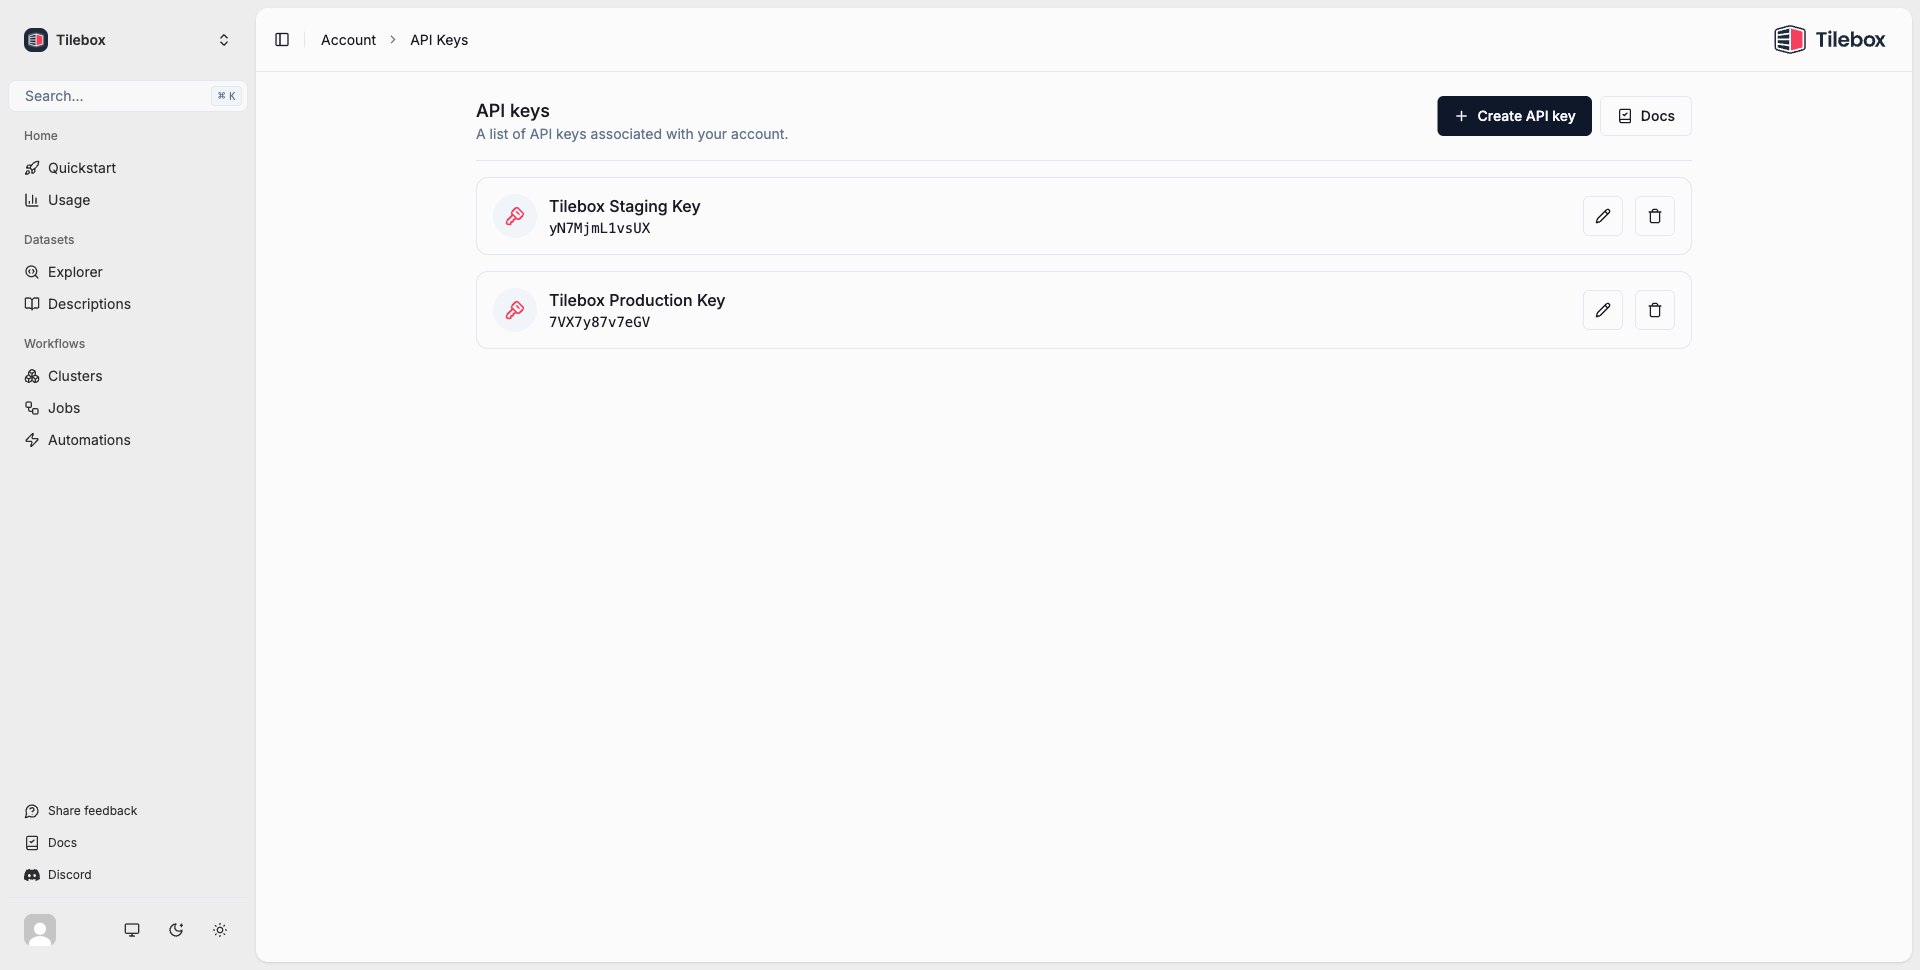 Tilebox
Search...
⌘ K
Home
Quickstart
Usage
Datasets
Explorer
Descriptions
Workflows
Clusters
Jobs
Automations
Share feedback
Docs
Discord
Account > API Keys
Tilebox
API keys
A list of API keys associated with your account.
+ Create API key
Docs
Tilebox Staging Key
yN7MjmL1vsUX
Tilebox Production Key
7VX7y87v7eGV